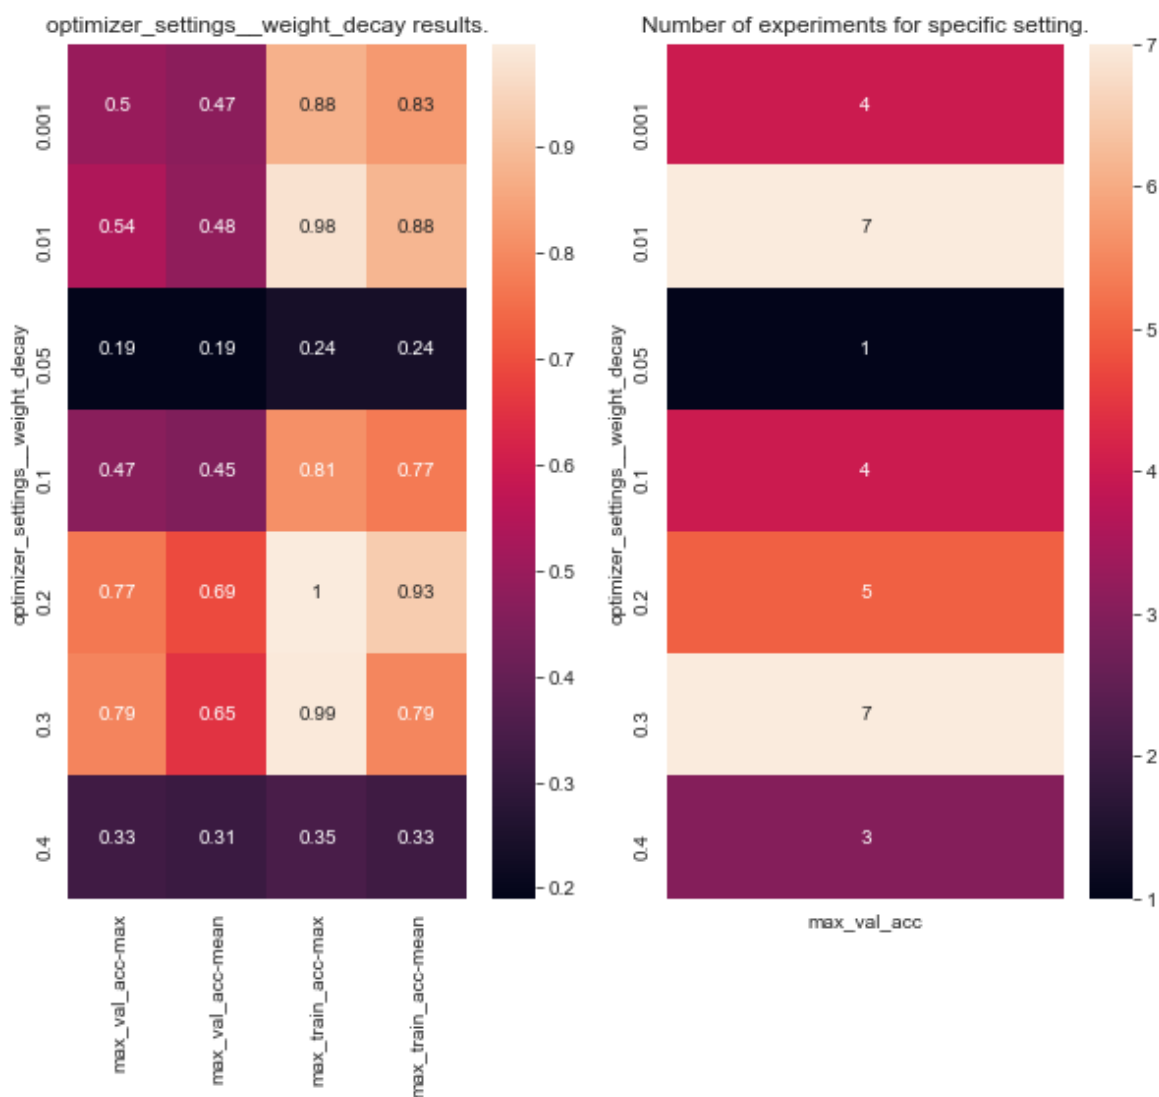 optimizer_settings__weight_decay results.
optimizer_settings__weight_decay
0.001
0.5 0.47 0.88 0.83
0.01
0.54 0.48 0.98 0.88
0.05
0.19 0.19 0.24 0.24
0.1
0.47 0.45 0.81 0.77
0.2
0.77 0.69 1 0.93
0.3
0.79 0.65 0.99 0.79
0.4
0.33 0.31 0.35 0.33
max_val_acc-max
max_val_acc-mean
max_train_acc-max
max_train_acc-mean
0.9
0.8
0.7
0.6
0.5
0.4
0.3
0.2
Number of experiments for specific setting.
optimizer_settings__weight_decay
0.001
4
0.01
7
0.05
1
0.1
4
0.2
5
0.3
7
0.4
3
max_val_acc
7
6
5
4
3
2
1